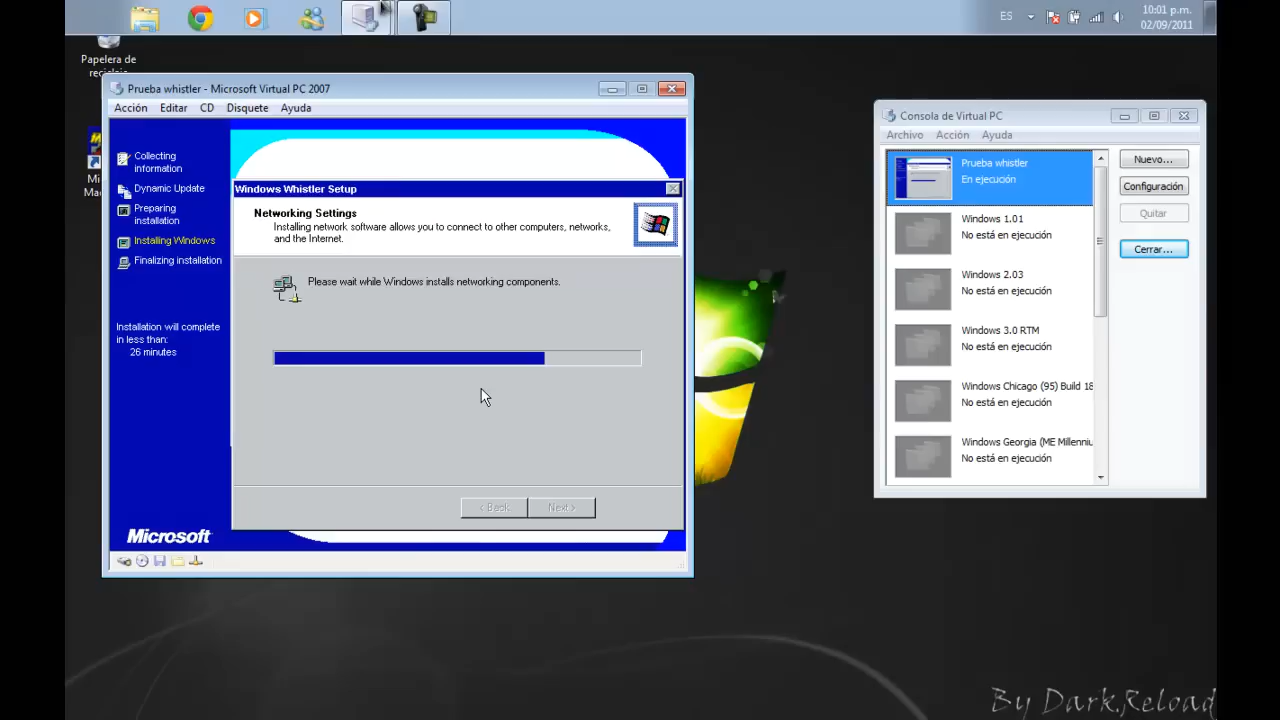 ES
10:01 p.m.
02/09/2011
Papelera de
Prueba whistler - Microsoft Virtual PC 2007
Acción Editar CD Disquete Ayuda
Collecting
information
Dynamic Update
Preparing
installation
Installing Windows
Finalizing installation
Installation will complete
in less than:
26 minutes
Microsoft
Windows Whistler Setup
Networking Settings
Installing network software allows you to connect to other computers, networks,
and the Internet.
Please wait while Windows installs networking components.
< Back Next >
Consola de Virtual PC
Archivo Acción Ayuda
Prueba whistler
En ejecución
Windows 1.01
No está en ejecución
Windows 2.03
No está en ejecución
Windows 3.0 RTM
No está en ejecución
Windows Chicago (95) Build 18
No está en ejecución
Windows Georgia (ME Millenniu
No está en ejecución
Nuevo...
Configuración
Quitar
Cerrar...
By Dark.Reload